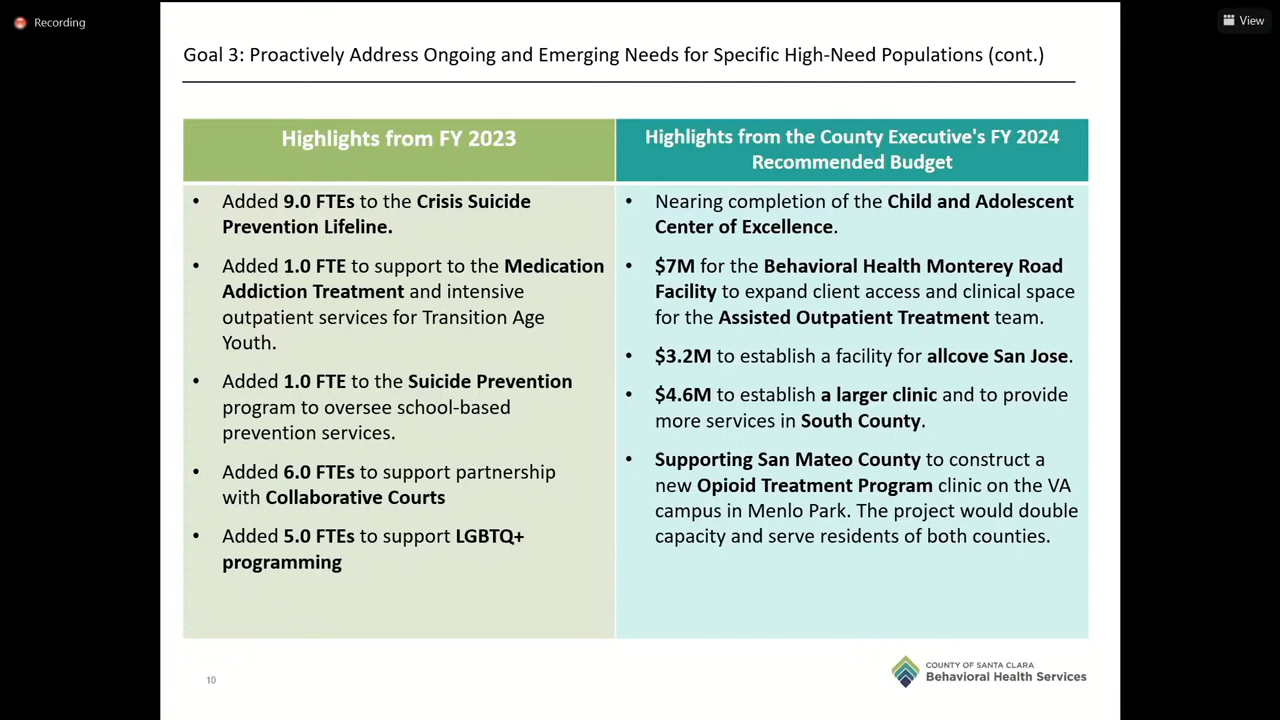 Recording
View
Goal 3: Proactively Address Ongoing and Emerging Needs for Specific High-Need Populations (cont.)
Highlights from FY 2023
• Added 9.0 FTEs to the Crisis Suicide
Prevention Lifeline.
• Added 1.0 FTE to support to the Medication
Addiction Treatment and intensive
outpatient services for Transition Age
Youth.
• Added 1.0 FTE to the Suicide Prevention
program to oversee school-based
prevention services.
• Added 6.0 FTEs to support partnership
with Collaborative Courts
• Added 5.0 FTEs to support LGBTQ+
programming
Highlights from the County Executive's FY 2024
Recommended Budget
• Nearing completion of the Child and Adolescent
Center of Excellence.
• $7M for the Behavioral Health Monterey Road
Facility to expand client access and clinical space
for the Assisted Outpatient Treatment team.
• $3.2M to establish a facility for allcove San Jose.
• $4.6M to establish a larger clinic and to provide
more services in South County.
• Supporting San Mateo County to construct a
new Opioid Treatment Program clinic on the VA
campus in Menlo Park. The project would double
capacity and serve residents of both counties.
10
COUNTY OF SANTA CLARA
Behavioral Health Services